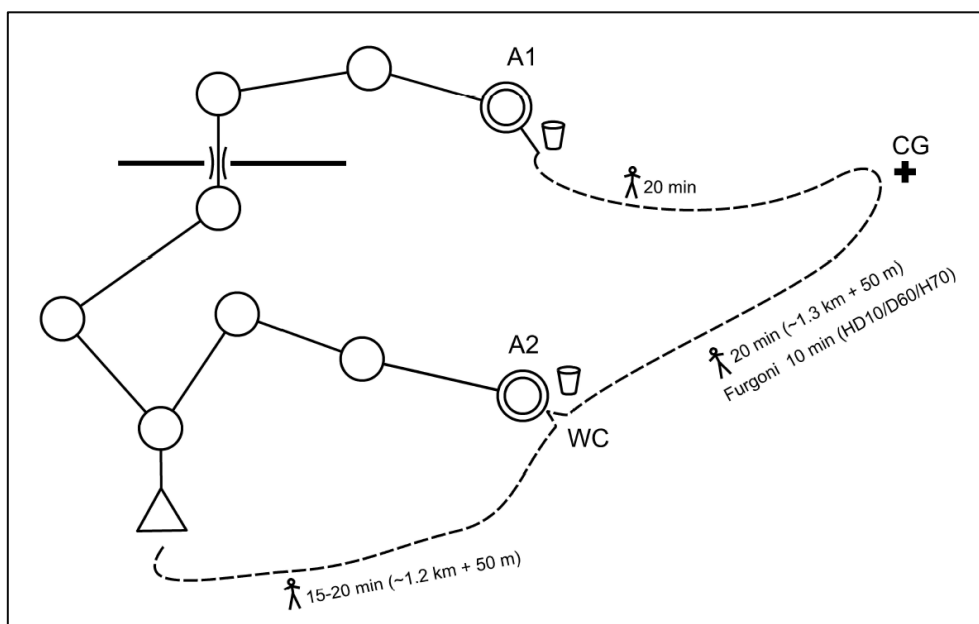 A1
CG
20 min
20 min (~1.3 km + 50 m)
Furgoni 10 min (HD10/D60/H70)
A2
WC
15-20 min (~1.2 km + 50 m)